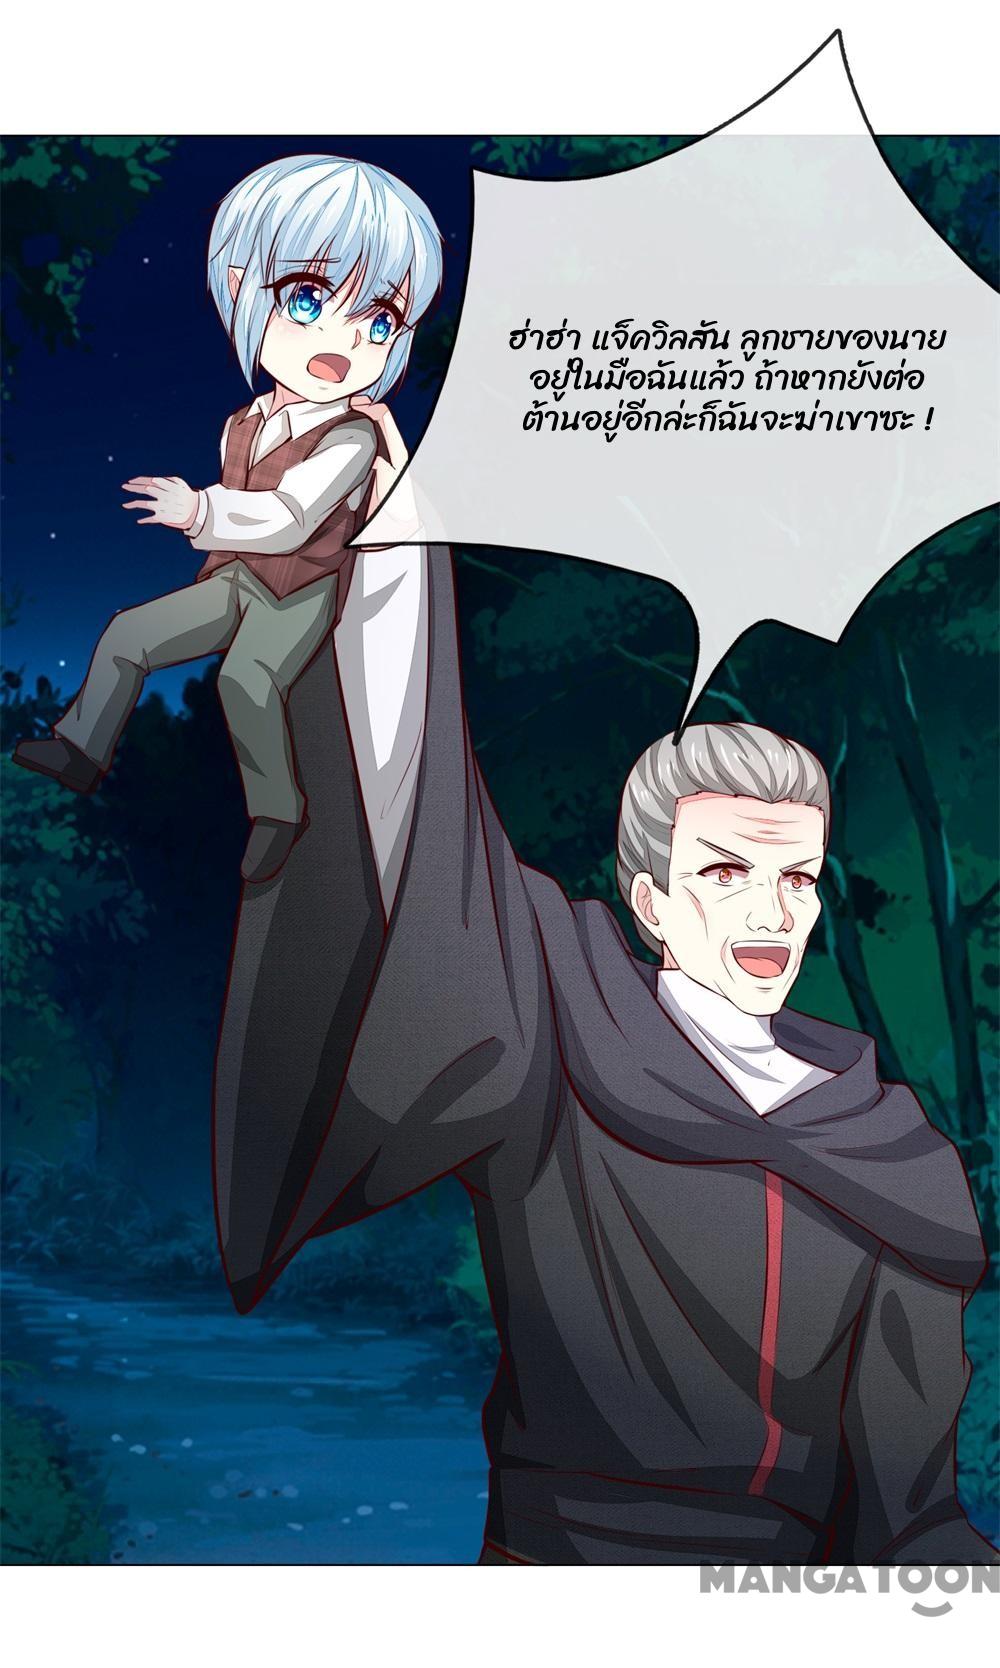 ฮ่าฮ่า แจ็ควิลสัน ลูกชายของนาย
อยู่ในมือฉันแล้ว ถ้าหากยังต่อ
ต้านอยู่อีกล่ะก็ฉันจะฆ่าเขาซะ !
MANGATOON